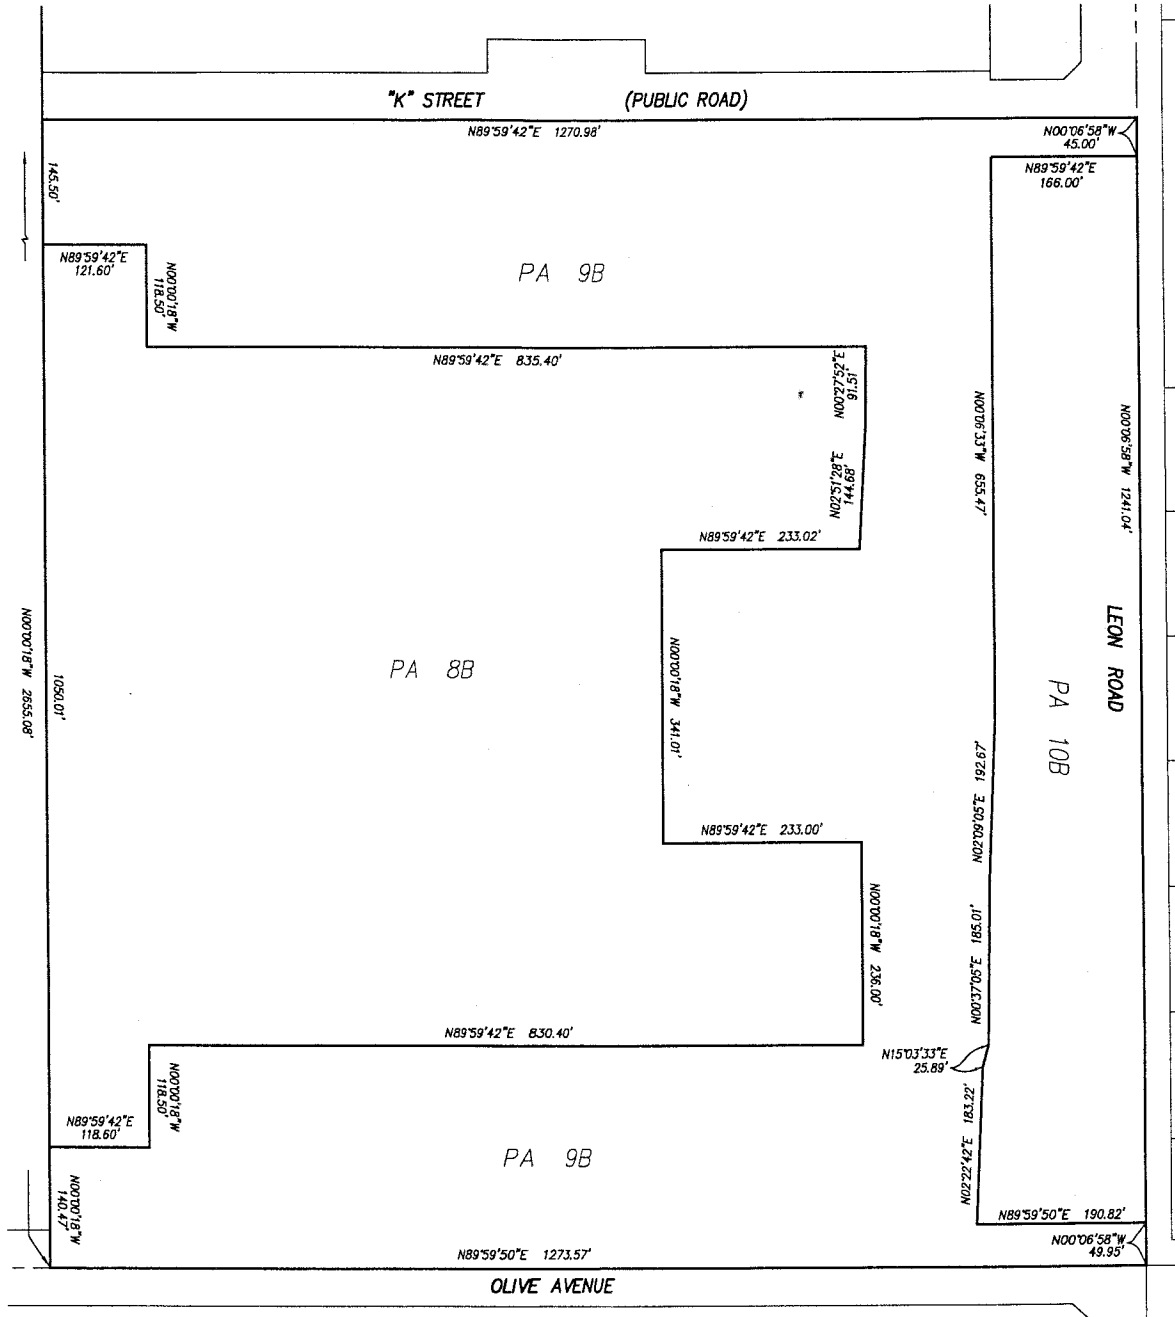 "K" STREET (PUBLIC ROAD)
N89°59'42"E 1270.98'
N00°06'58"W
45.00'
N89°59'42"E
166.00'
145.50'
N89°59'42"E
121.60'
N00°00'18"W
118.50'
PA 9B
N89°59'42"E 835.40'
N00°27'52"E
91.51'
N02°51'28"E
144.68'
N00°06'33"W 655.47'
N00°06'58"W 1241.04'
N89°59'42"E 233.02'
LEON ROAD
N00°00'18"W 2655.08'
1050.01'
PA 8B
N00°00'18"W 341.01'
PA 10B
N02°09'05"E 192.67'
N89°59'42"E 233.00'
N00°00'18"W 236.00'
N00°37'05"E 185.01'
N89°59'42"E 830.40'
N15°03'33"E
25.89'
N00°00'18"W
118.50'
N89°59'42"E
118.60'
N02°22'42"E 183.22'
PA 9B
N00°00'18"W
140.47'
N89°59'50"E 190.82'
N00°06'58"W
49.95'
N89°59'50"E 1273.57'
OLIVE AVENUE